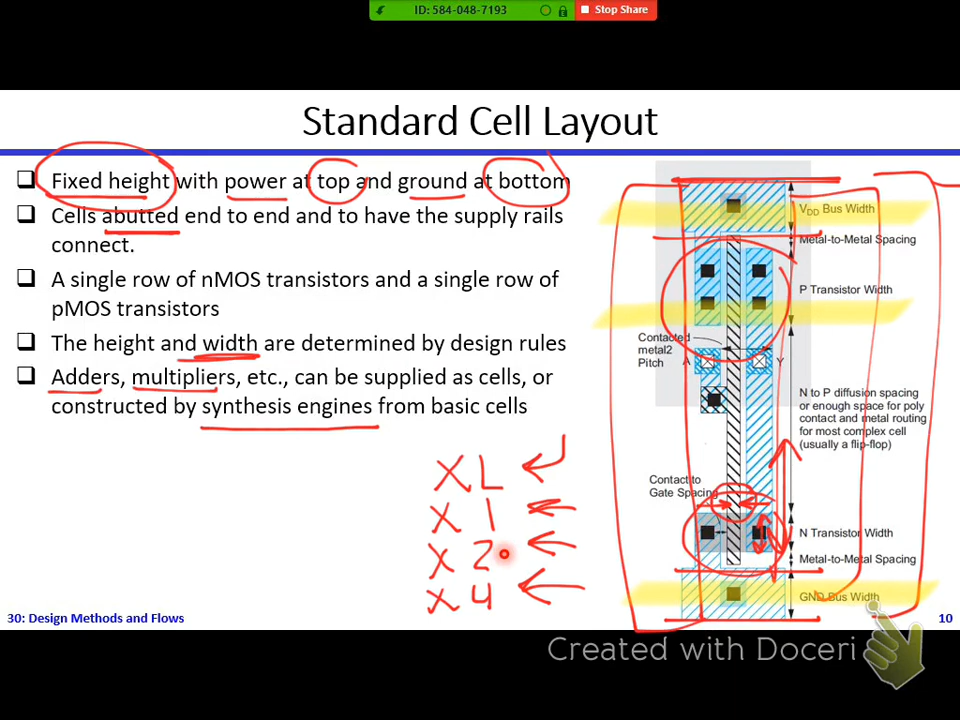 ID: 584-048-7193
Stop Share
Standard Cell Layout
Fixed height with power at top and ground at bottom
Cells abutted end to end and to have the supply rails
connect.
A single row of nMOS transistors and a single row of
pMOS transistors
The height and width are determined by design rules
Adders, multipliers, etc., can be supplied as cells, or
constructed by synthesis engines from basic cells
XL
X1
X2
X4
VDD Bus Width
Metal-to-Metal Spacing
P Transistor Width
Contacted
metal2
Pitch
A
Y
N to P diffusion spacing
or enough space for poly
contact and metal routing
for most complex cell
(usually a flip-flop)
Contact to
Gate Spacing
N Transistor Width
Metal-to-Metal Spacing
GND Bus Width
30: Design Methods and Flows
10
Created with Doceri